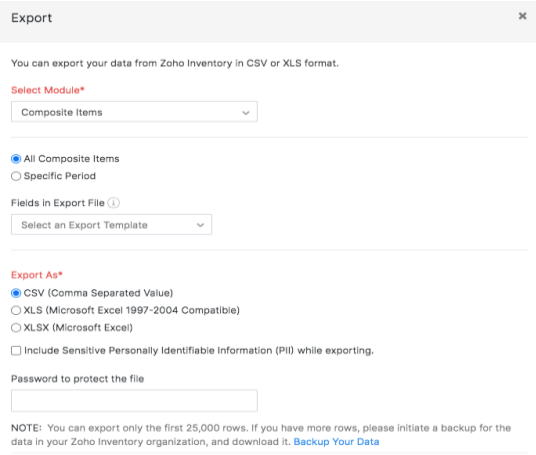 Export
You can export your data from Zoho Inventory in CSV or XLS format.
Select Module*
Composite Items
All Composite Items
Specific Period
Fields in Export File
Select an Export Template
Export As*
CSV (Comma Separated Value)
XLS (Microsoft Excel 1997-2004 Compatible)
XLSX (Microsoft Excel)
Include Sensitive Personally Identifiable Information (PII) while exporting.
Password to protect the file
NOTE: You can export only the first 25,000 rows. If you have more rows, please initiate a backup for the
data in your Zoho Inventory organization, and download it. Backup Your Data